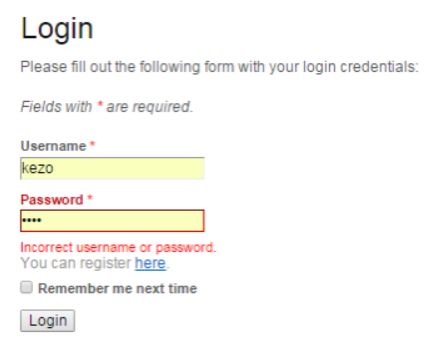 Login
Please fill out the following form with your login credentials:
Fields with * are required.
Username *
kezo
Password *
••••
Incorrect username or password.
You can register here.
Remember me next time
Login